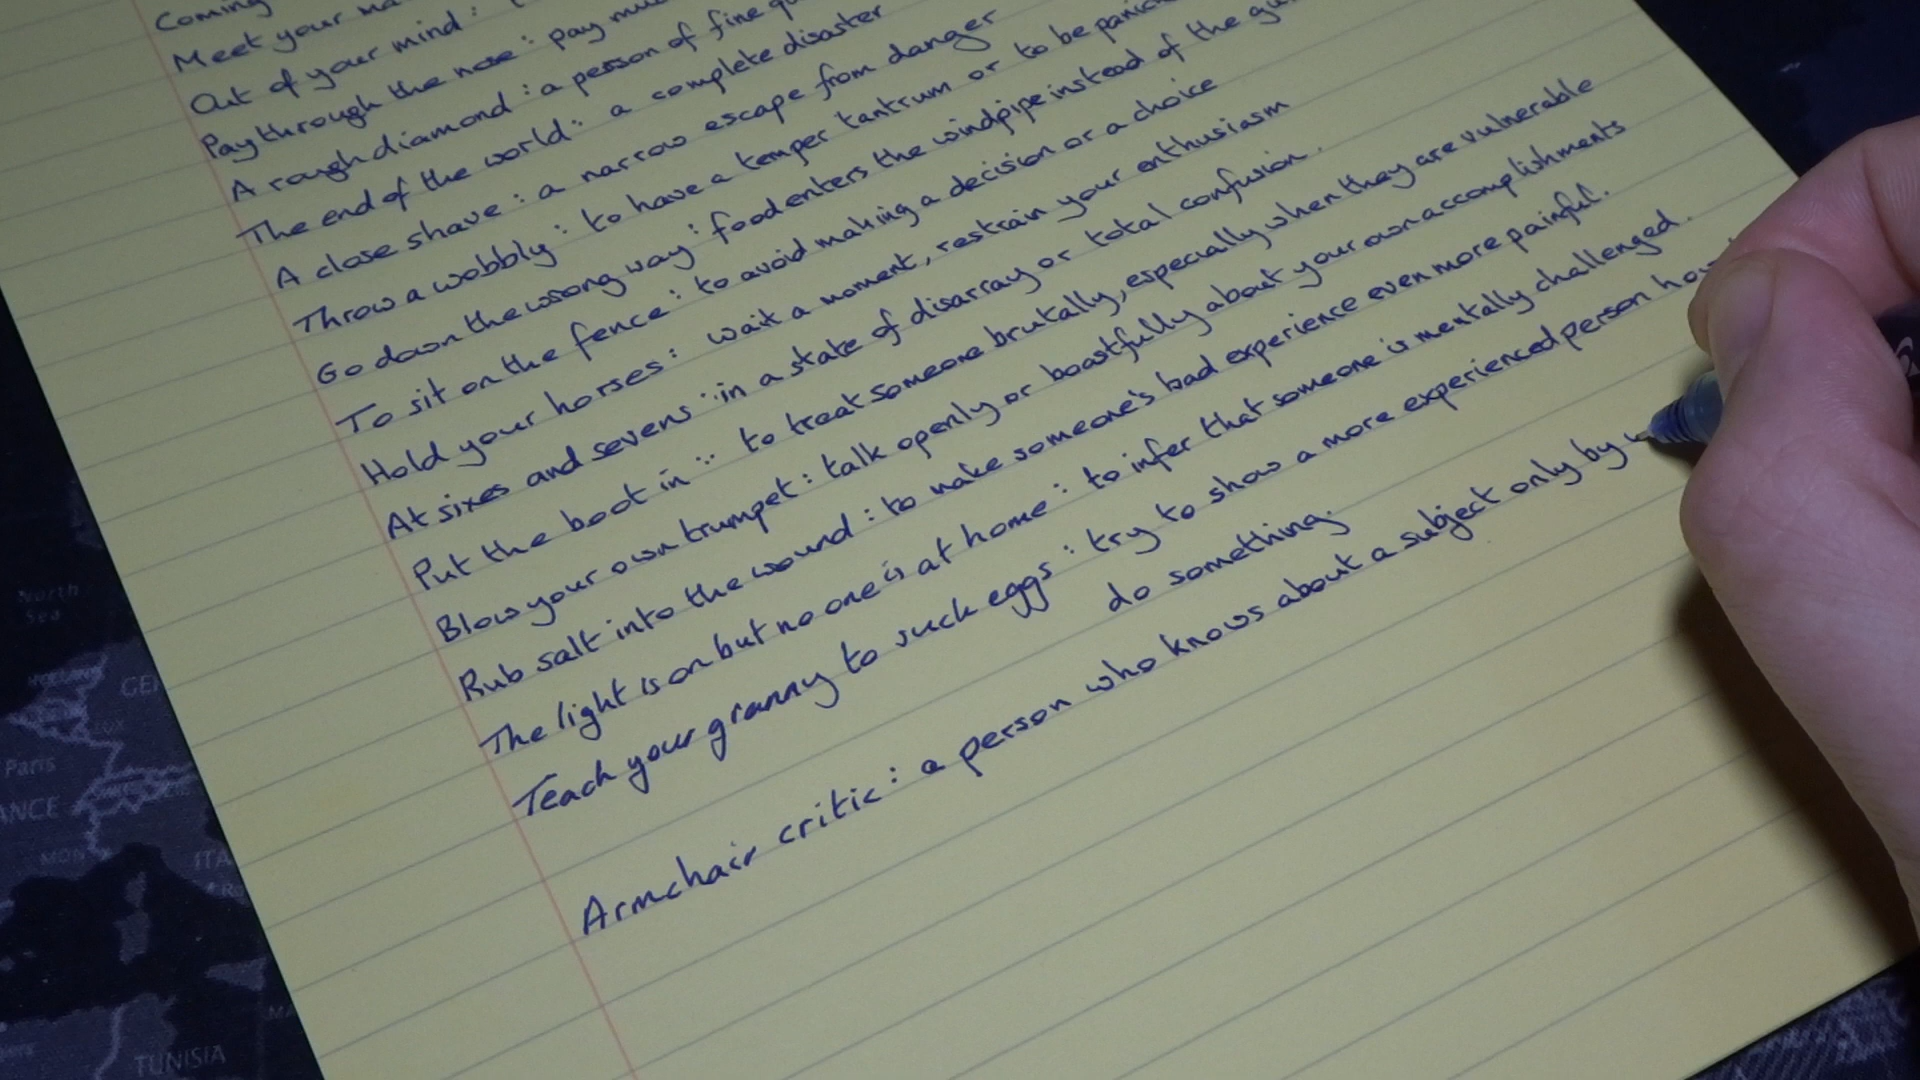 Coming
Meet your
Out of your mind :
Pay through the nose : pay
A rough diamond : a person of fine
The end of the world : a complete disaster
A close shave : a narrow escape from danger
Throw a wobbly : to have a temper tantrum or to be
Go down the wrong way : food enters the windpipe instead of the
To sit on the fence : to avoid making a decision or a choice
Hold your horses : wait a moment, restrain your enthusiasm
At sixes and sevens : in a state of disarray or total confusion.
Put the boot in : to treat someone brutally, especially when they are vulnerable
Blow your own trumpet : talk openly or boastfully about your own accomplishments
Rub salt into the wound : to make someone's bad experience even more painful.
The light is on but no one is at home : to infer that someone is mentally challenged.
Teach your granny to suck eggs : try to show a more experienced person how
do something.
Armchair critic : a person who knows about a subject only by
North
Sea
GE
Paris
ANCE
ITA
TUNISIA